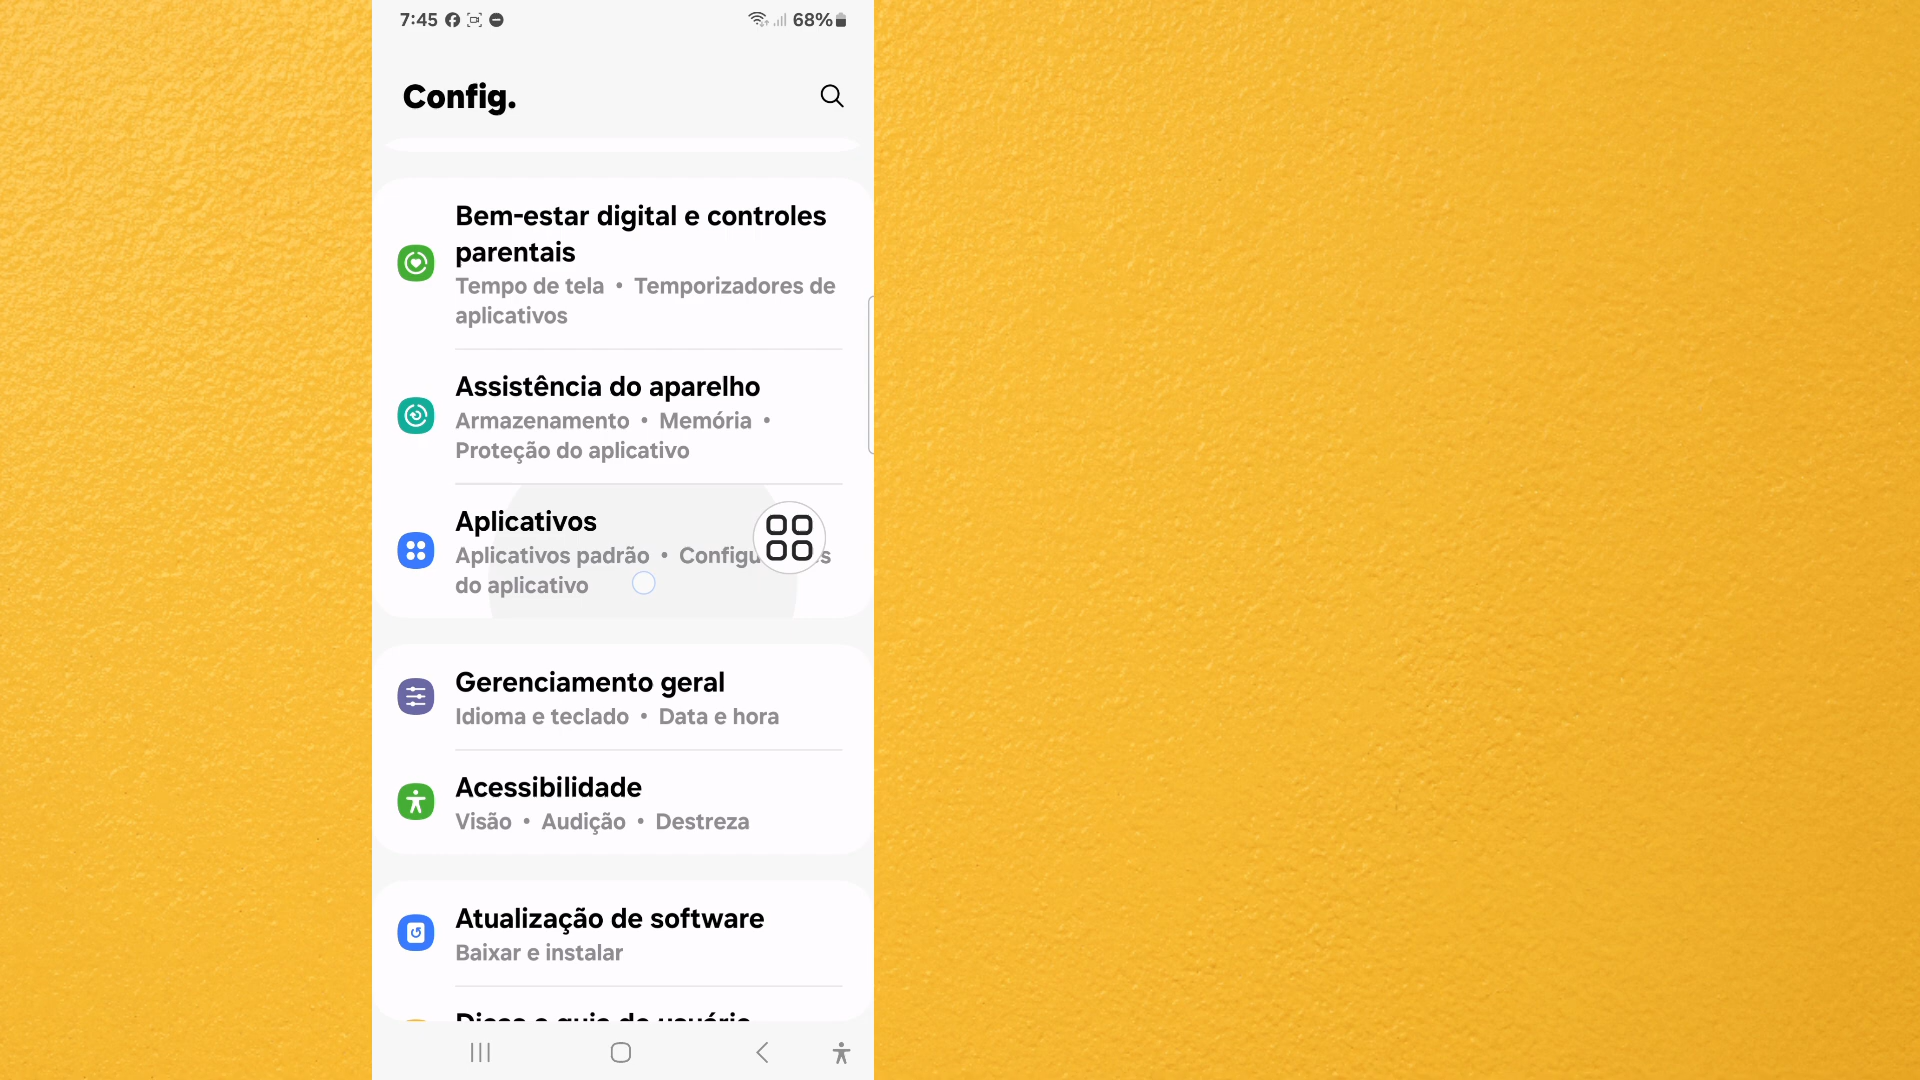 7:45
68%
Config.
Bem-estar digital e controles
parentais
Tempo de tela • Temporizadores de
aplicativos
Assistência do aparelho
Armazenamento • Memória •
Proteção do aplicativo
Aplicativos
Aplicativos padrão •
do aplicativo
Gerenciamento geral
Idioma e teclado • Data e hora
Acessibilidade
Visão • Audição • Destreza
Atualização de software
Baixar e instalar